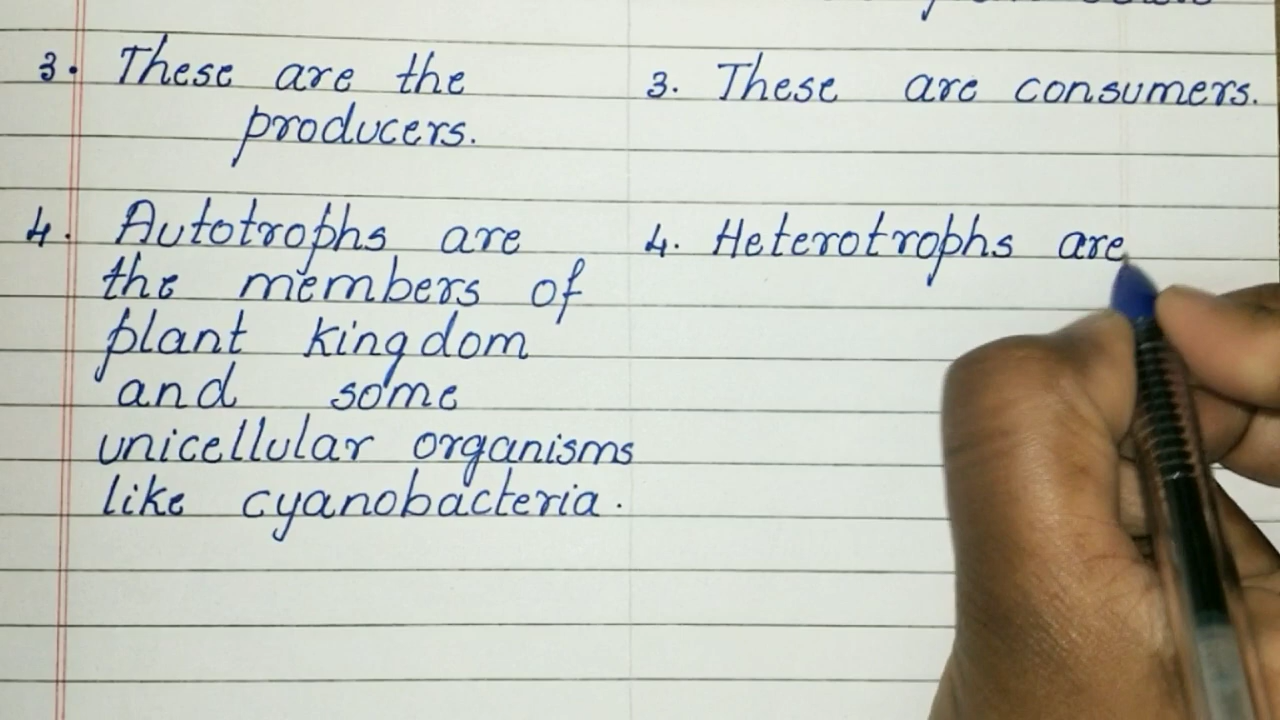 3. These are the
producers.
3. These are consumers.
4. Autotrophs are
the members of
plant kingdom
and some
unicellular organisms
like cyanobacteria.
4. Heterotrophs are